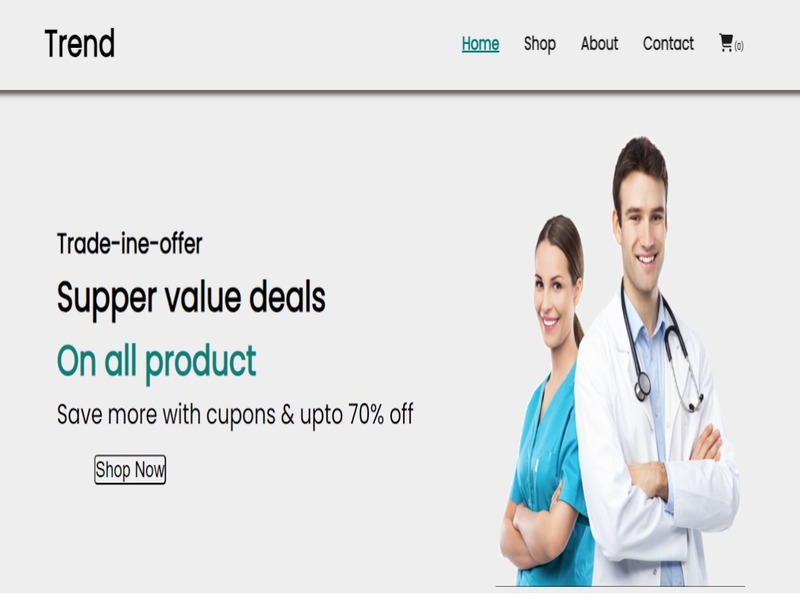 Trend
Home Shop About Contact (0)
Trade-ine-offer
Supper value deals
On all product
Save more with cupons & upto 70% off
Shop Now